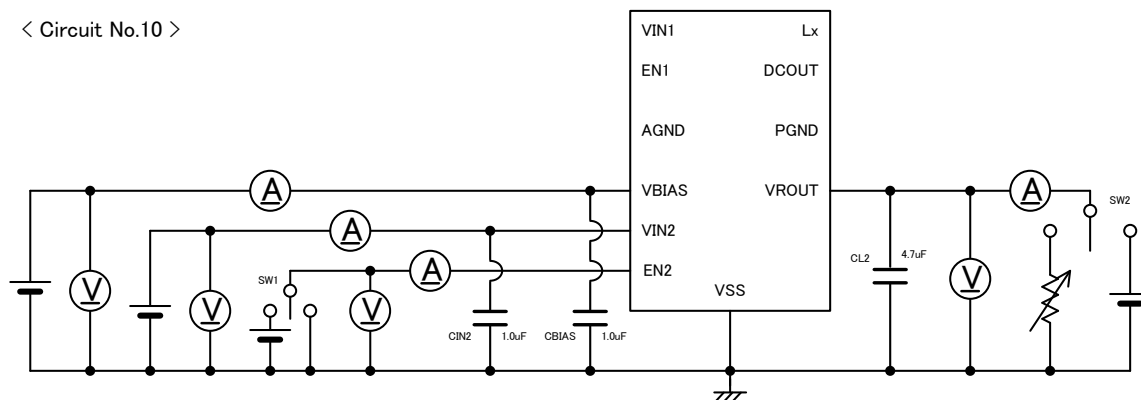 < Circuit No.10 >
VIN1 Lx
EN1 DCOUT
AGND PGND
VBIAS VROUT
A
A SW2
VIN2
A
EN2
SW1
CL2 4.7uF
V
V
V
V
VSS
CIN2 1.0uF CBIAS 1.0uF
A